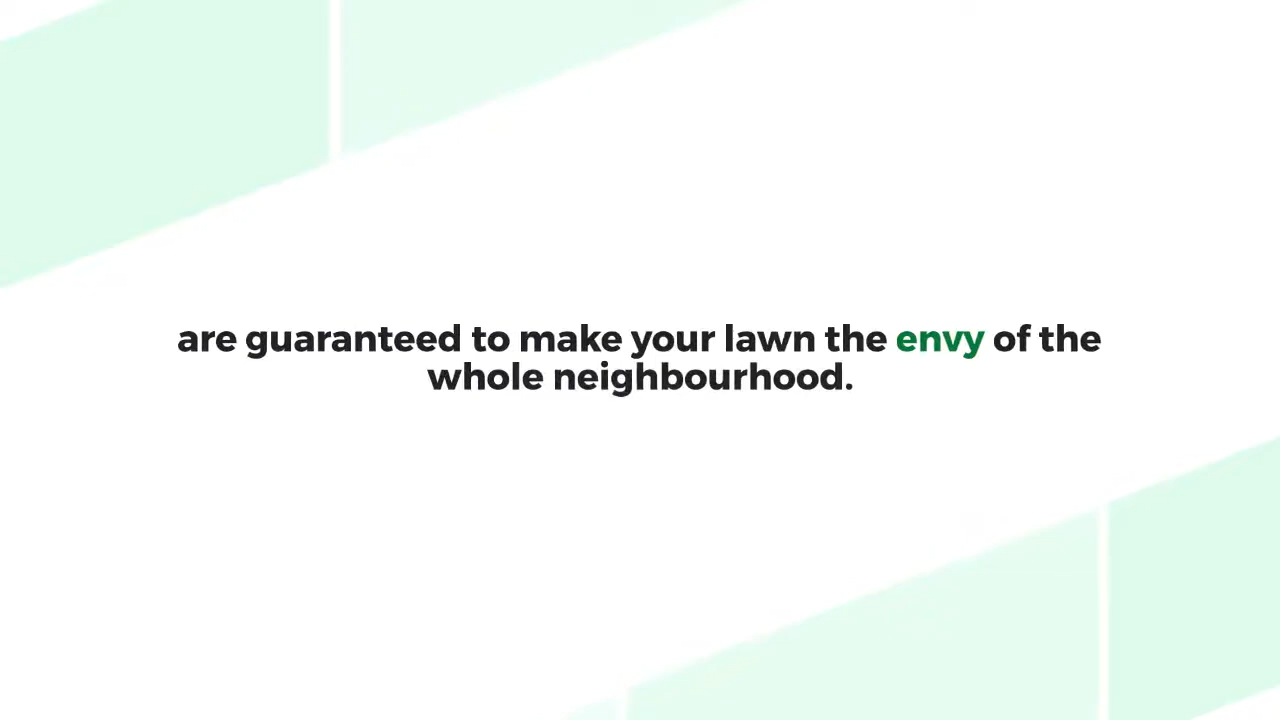 are guaranteed to make your lawn the envy of the
whole neighbourhood.